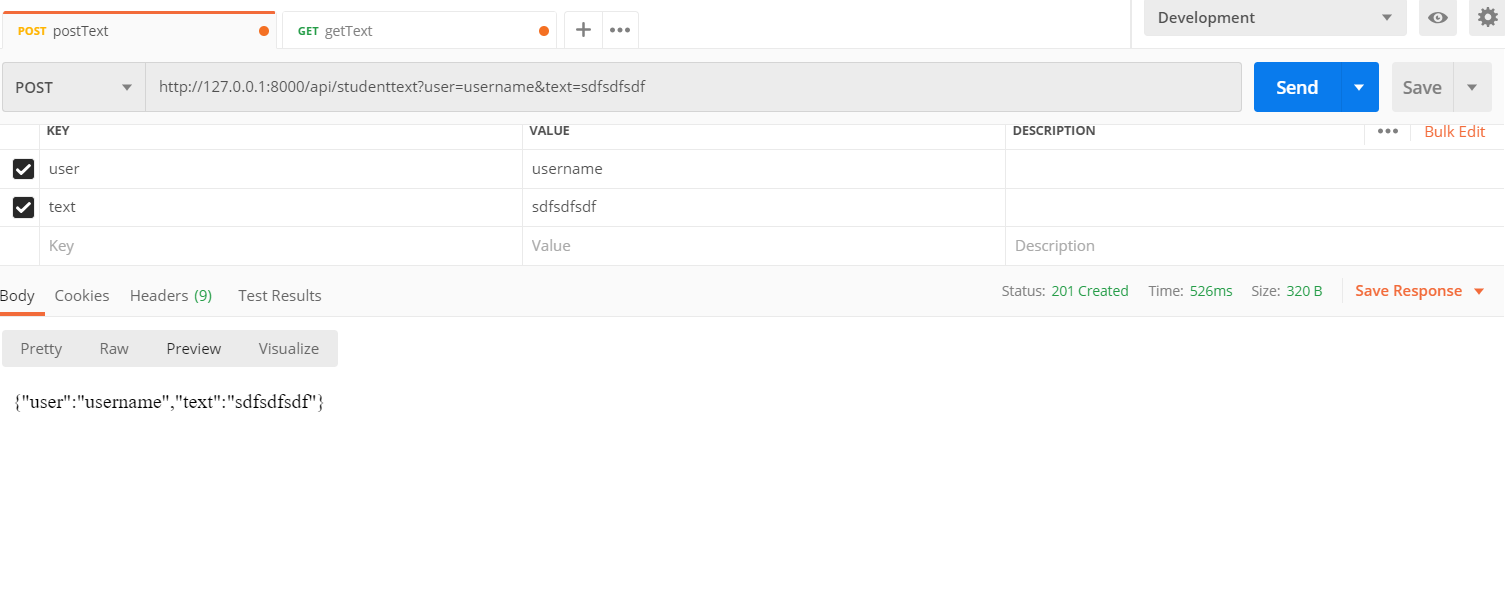 POST postText GET getText + ••• Development
POST http://127.0.0.1:8000/api/studenttext?user=username&text=sdfsdfsdf Send Save
KEY VALUE DESCRIPTION ••• Bulk Edit
user username
text sdfsdfsdf
Key Value Description
Body Cookies Headers (9) Test Results Status: 201 Created Time: 526ms Size: 320 B Save Response
Pretty Raw Preview Visualize
{"user":"username","text":"sdfsdfsdf"}